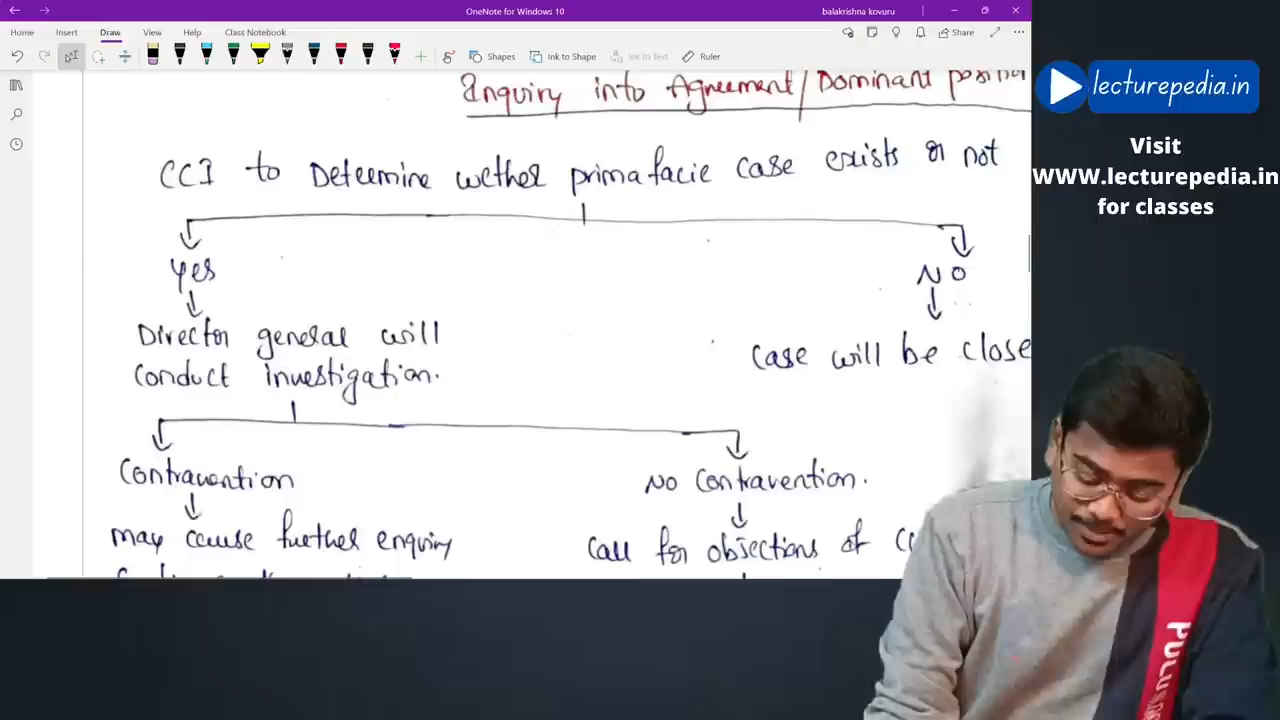 OneNote for Windows 10
balakrishna kovuru
Home Insert Draw View Help Class Notebook
Share
Shapes Ink to Shape Ink to Text Ruler
Enquiry into Agreement/Dominant
CCI to Determine wether primafacie case exists or not
Yes
NO
Director general will
conduct investigation.
case will be close
Contravention
NO Contravention.
may cause further enquiry
call for objections of
lecturepedia.in
Visit
WWW.lecturepedia.in
for classes